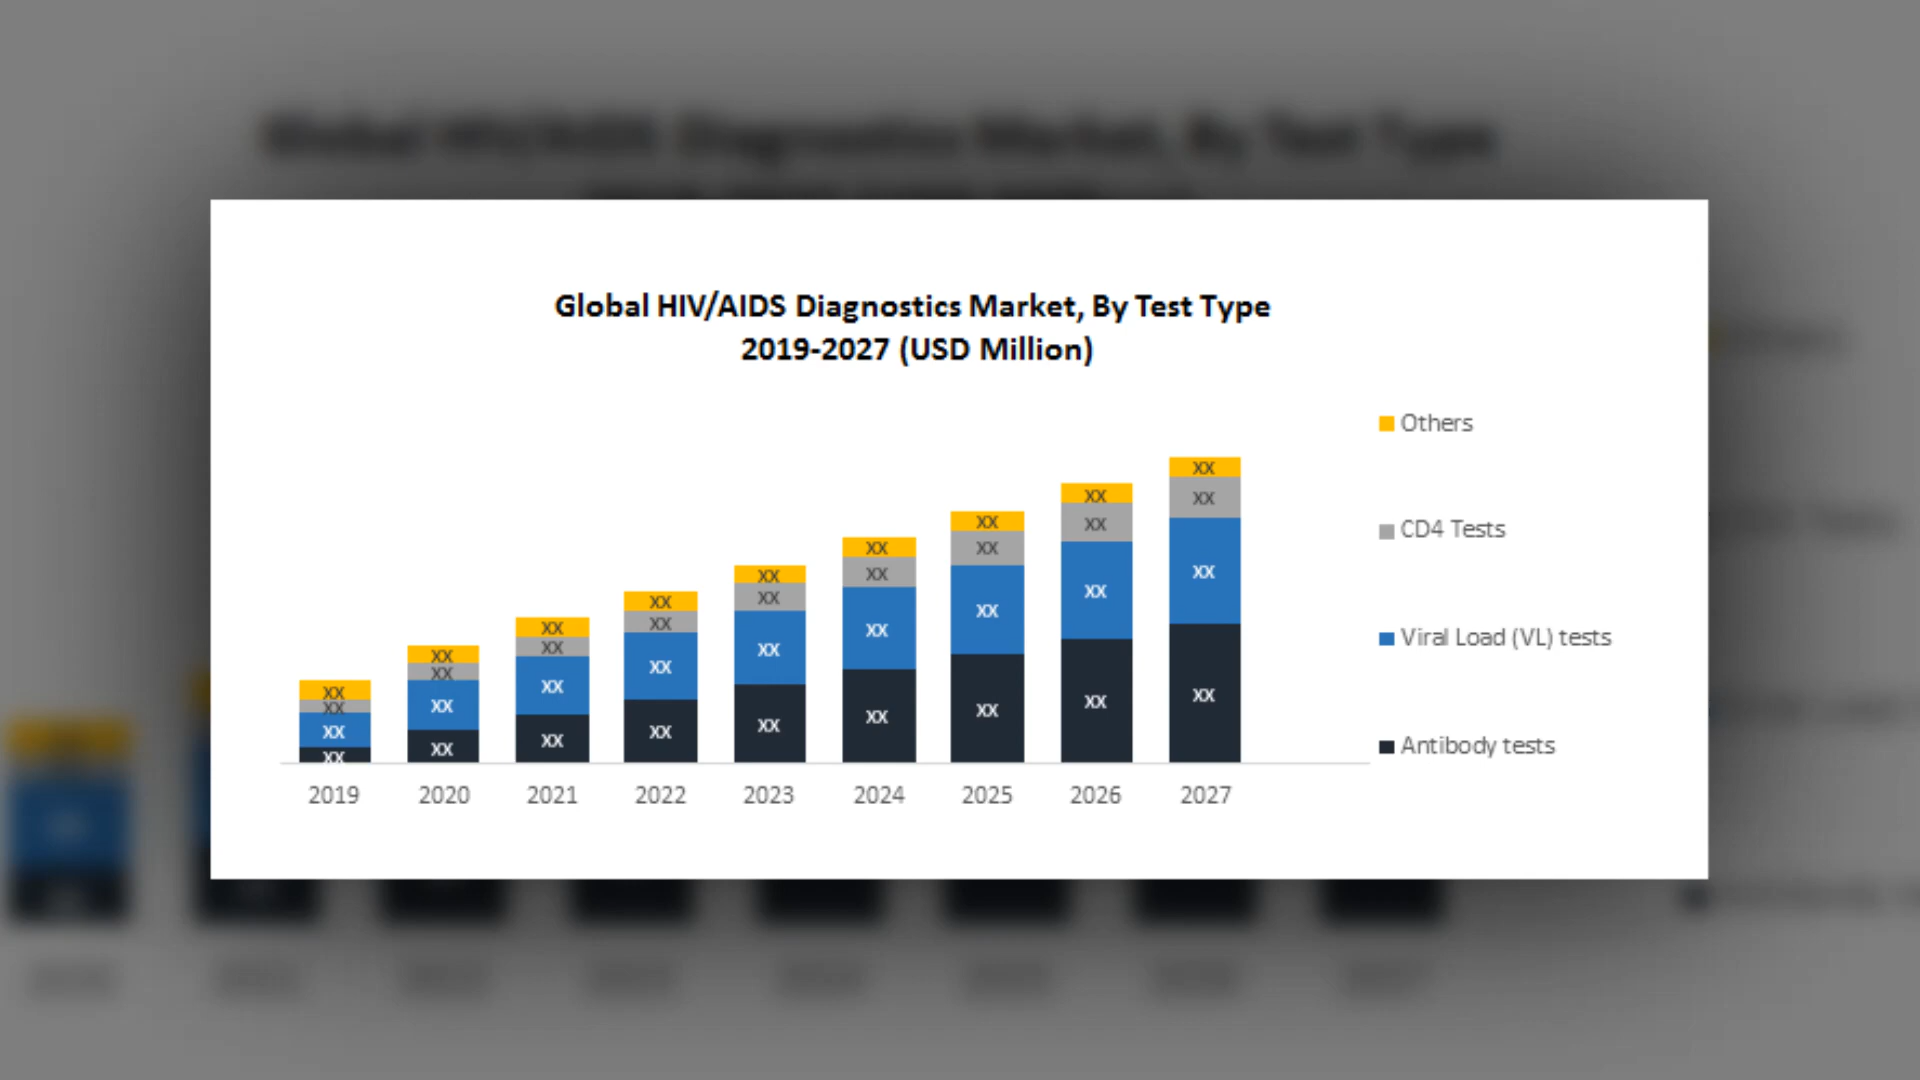 Global HIV/AIDS Diagnostics Market, By Test Type
2019-2027 (USD Million)
Others
CD4 Tests
Viral Load (VL) tests
Antibody tests
XX XX XX XX XX XX XX XX XX
XX XX XX XX XX XX XX XX XX
XX XX XX XX XX XX XX XX XX
XX XX XX XX XX XX XX XX XX
2019 2020 2021 2022 2023 2024 2025 2026 2027